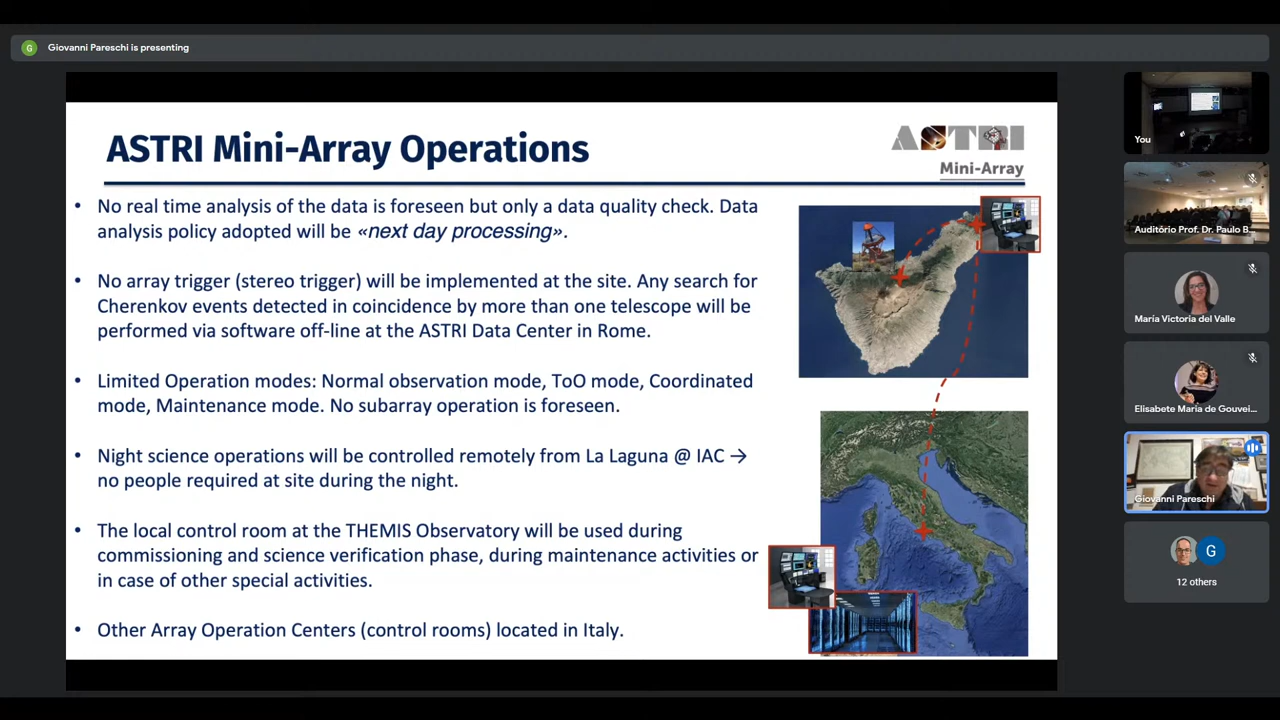 G Giovanni Pareschi is presenting
ASTRI Mini-Array Operations
ASTRI
Mini-Array
• No real time analysis of the data is foreseen but only a data quality check. Data
analysis policy adopted will be «next day processing».
• No array trigger (stereo trigger) will be implemented at the site. Any search for
Cherenkov events detected in coincidence by more than one telescope will be
performed via software off-line at the ASTRI Data Center in Rome.
• Limited Operation modes: Normal observation mode, ToO mode, Coordinated
mode, Maintenance mode. No subarray operation is foreseen.
• Night science operations will be controlled remotely from La Laguna @ IAC →
no people required at site during the night.
• The local control room at the THEMIS Observatory will be used during
commissioning and science verification phase, during maintenance activities or
in case of other special activities.
• Other Array Operation Centers (control rooms) located in Italy.
You
Auditório Prof. Dr. Paulo B...
María Victoria del Valle
Elisabete Maria de Gouvei...
Giovanni Pareschi
G
12 others